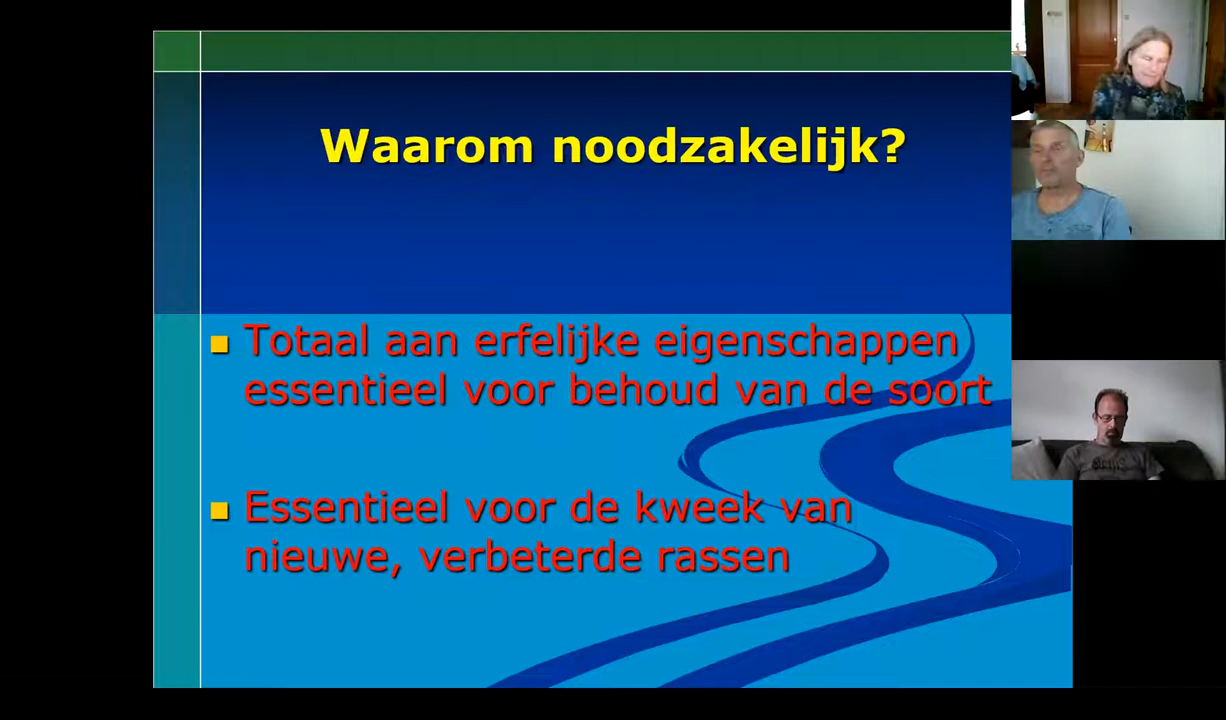 Waarom noodzakelijk?
Totaal aan erfelijke eigenschappen
essentieel voor behoud van de soort
Essentieel voor de kweek van
nieuwe, verbeterde rassen